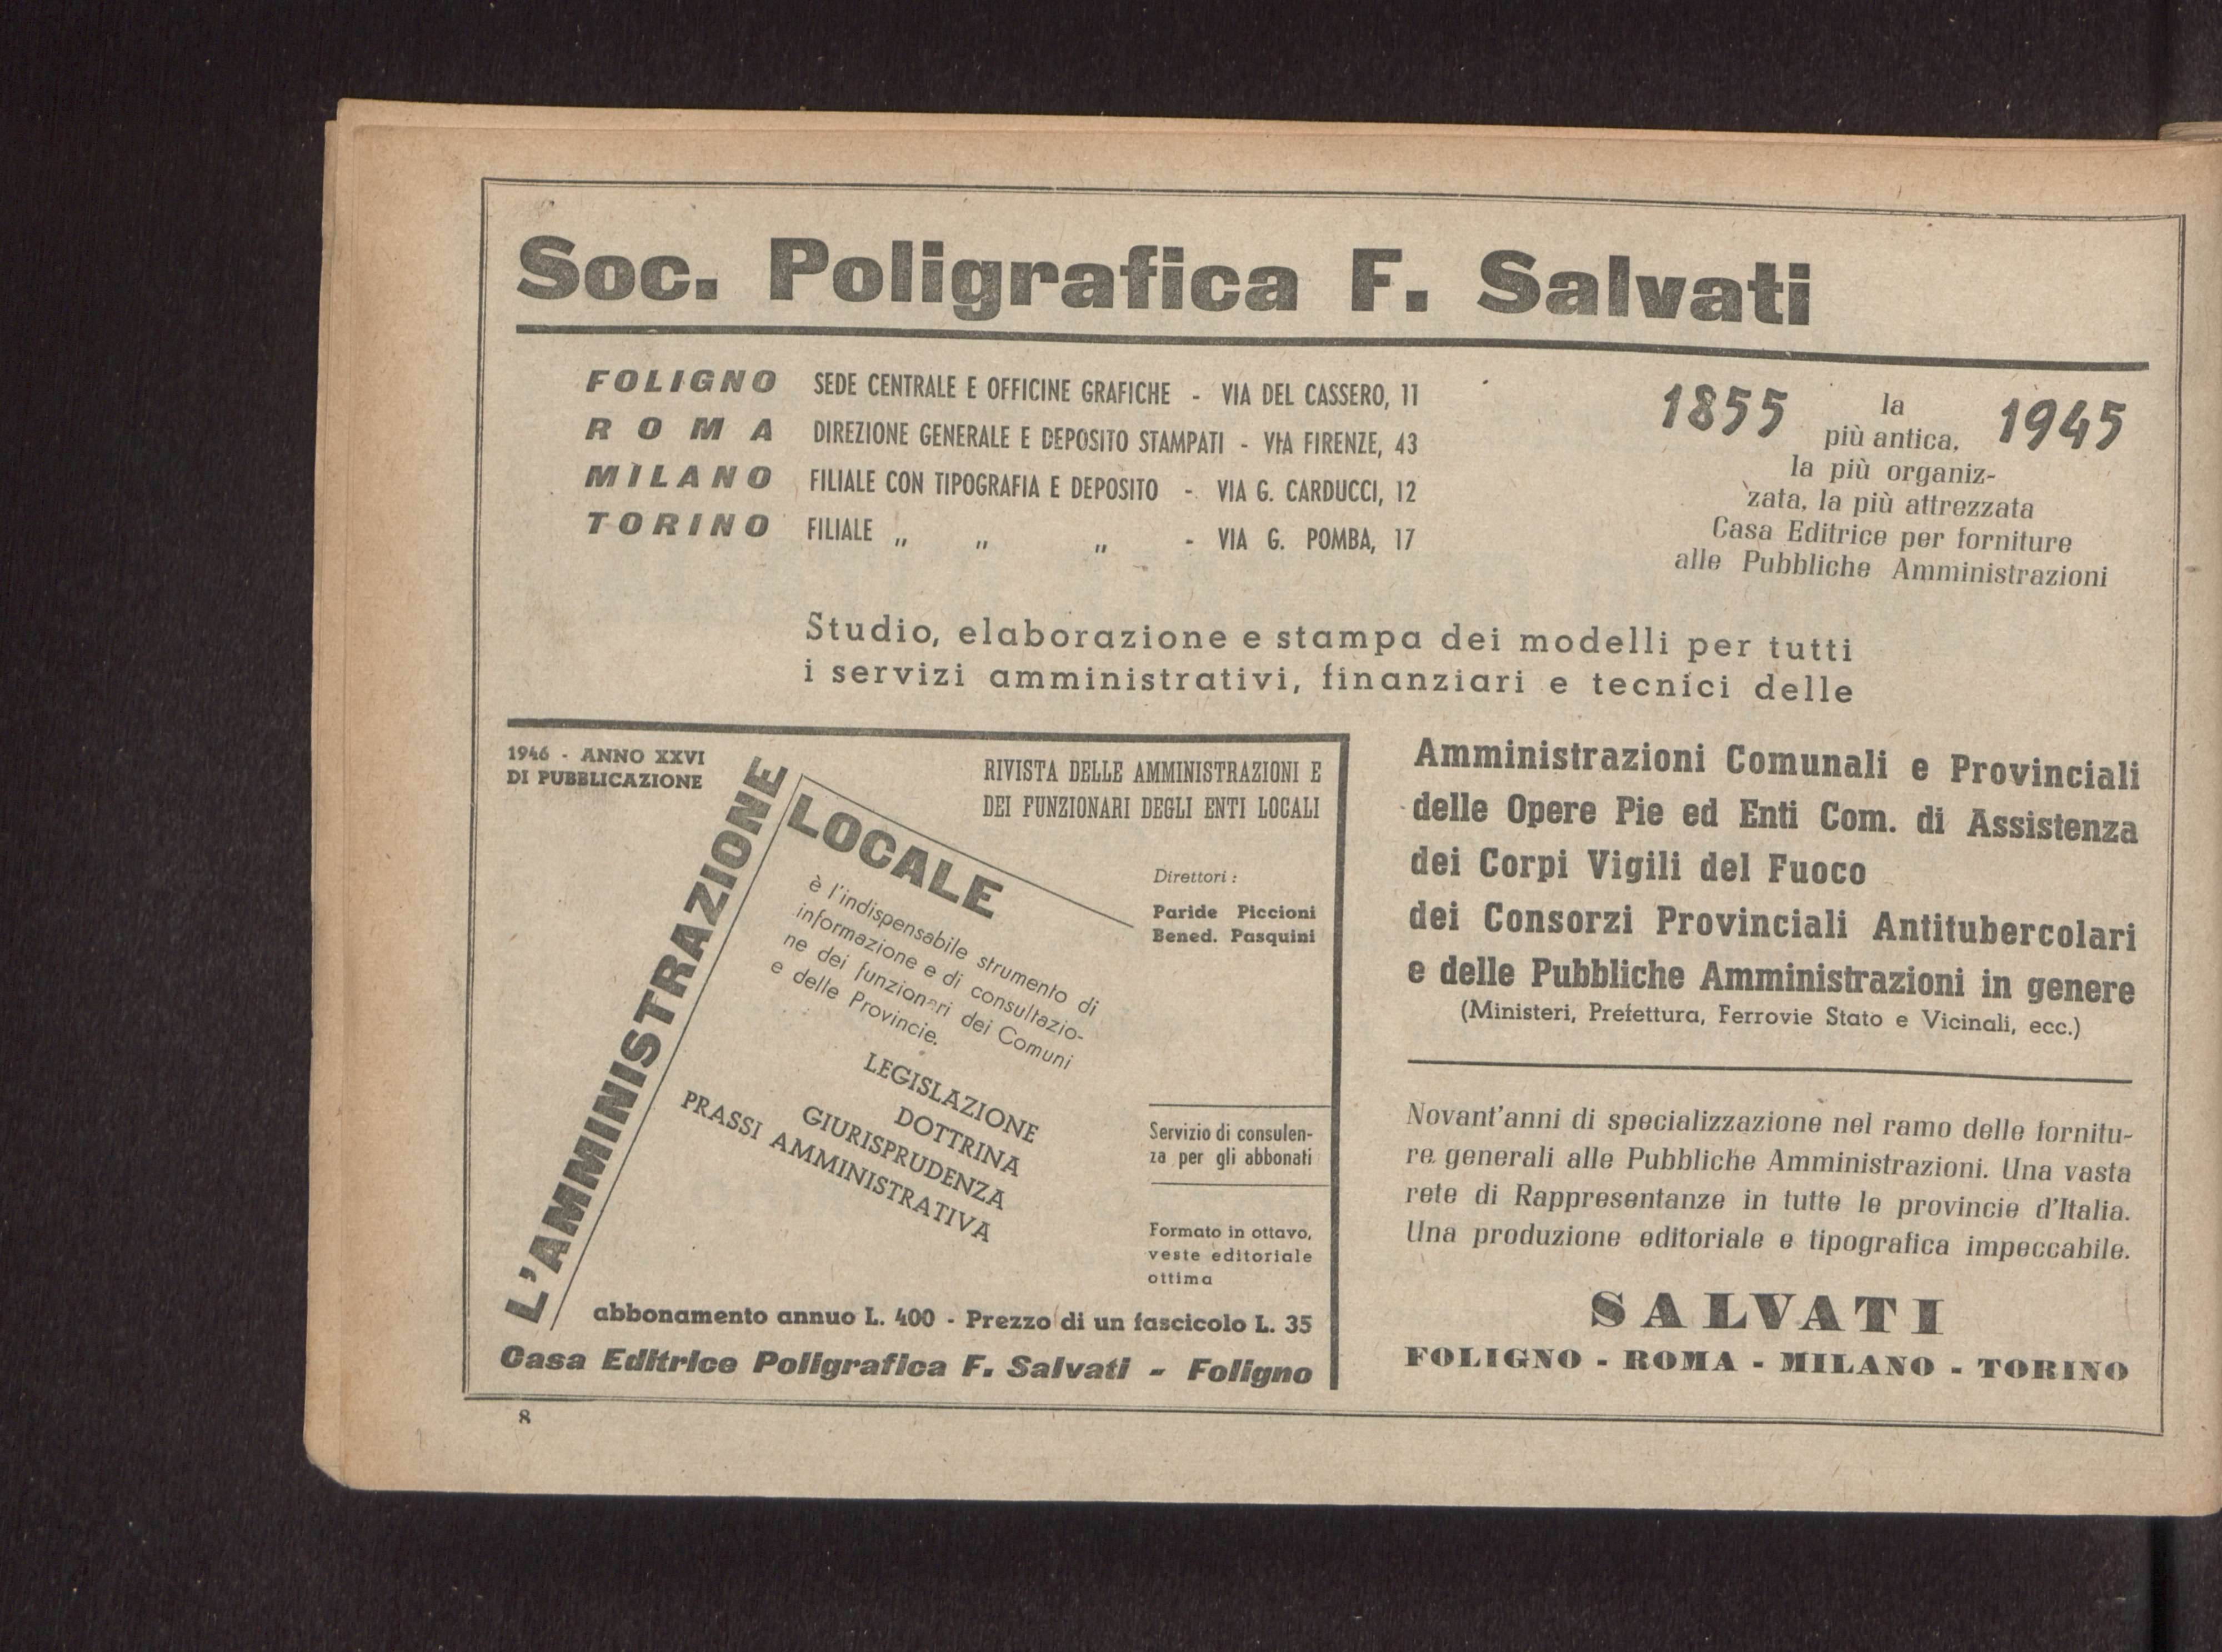 Soc. Poligrafica F. Salvati
FOLIGNO SEDE CENTRALE E OFFICINE GRAFICHE - VIA DEL CASSERO, 11
ROMA DIREZIONE GENERALE E DEPOSITO STAMPATI - VIA FIRENZE, 43
MILANO FILIALE CON TIPOGRAFIA E DEPOSITO - VIA G. CARDUCCI, 12
TORINO FILIALE „ „ „ - VIA G. POMBA, 17
1855 la 1945
più antica,
la più organiz-
zata, la più attrezzata
Casa Editrice per forniture
alle Pubbliche Amministrazioni
Studio, elaborazione e stampa dei modelli per tutti
i servizi amministrativi, finanziari e tecnici delle
1946 - ANNO XXVI
DI PUBBLICAZIONE
L'AMMINISTRAZIONE
LOCALE
RIVISTA DELLE AMMINISTRAZIONI E
DEI FUNZIONARI DEGLI ENTI LOCALI
è l'indispensabile strumento di
informazione e di consultazio-
ne dei funzionari dei Comuni
e delle Provincie.
LEGISLAZIONE
DOTTRINA
GIURISPRUDENZA
PRASSI AMMINISTRATIVA
Direttori :
Paride Piccioni
Bened. Pasquini
Servizio di consulen-
za per gli abbonati
Formato in ottavo,
veste editoriale
ottima
abbonamento annuo L. 400 - Prezzo di un fascicolo L. 35
Casa Editrice Poligrafica F. Salvati - Foligno
Amministrazioni Comunali e Provinciali
delle Opere Pie ed Enti Com. di Assistenza
dei Corpi Vigili del Fuoco
dei Consorzi Provinciali Antitubercolari
e delle Pubbliche Amministrazioni in genere
(Ministeri, Prefettura, Ferrovie Stato e Vicinali, ecc.)
Novant'anni di specializzazione nel ramo delle fornitu-
re generali alle Pubbliche Amministrazioni. Una vasta
rete di Rappresentanze in tutte le provincie d'Italia.
Una produzione editoriale e tipografica impeccabile.
SALVATI
FOLIGNO - ROMA - MILANO - TORINO
8